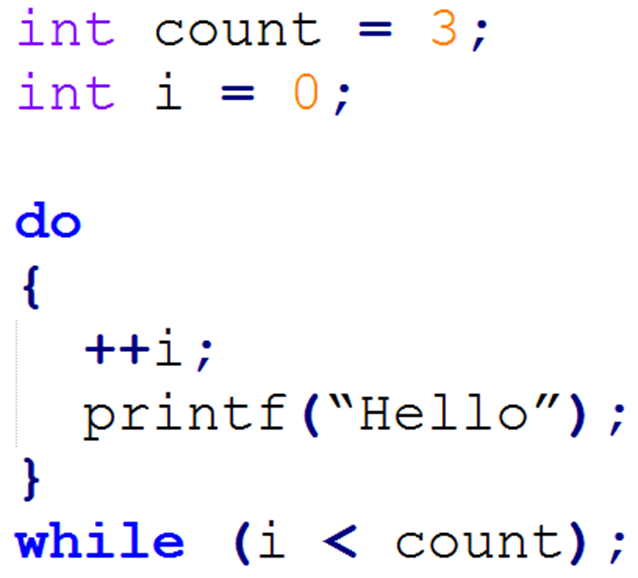 int count = 3;
int i = 0;
do
{
++i;
printf(“Hello”);
}
while (i < count);